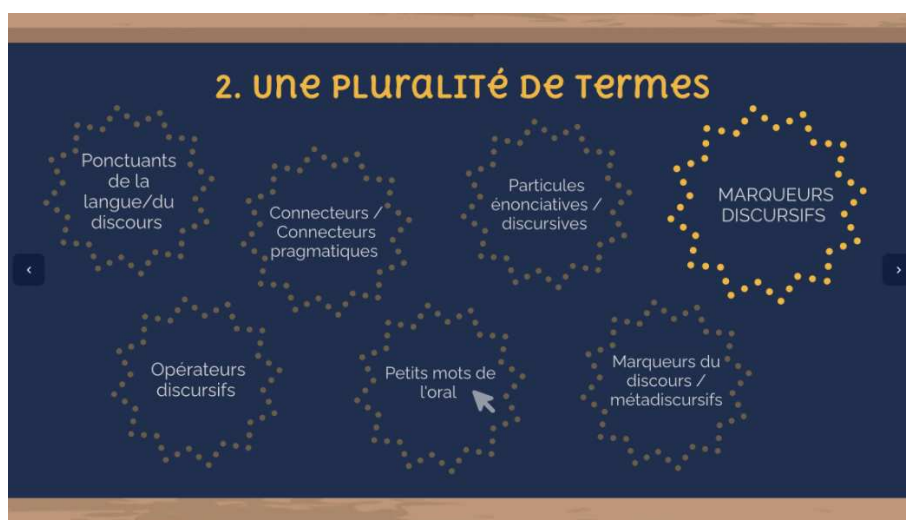 2. Une pluralité de termes
Ponctuants
de la
langue/du
discours
Connecteurs /
Connecteurs
pragmatiques
Particules
énonciatives /
discursives
MARQUEURS
DISCURSIFS
Opérateurs
discursifs
Petits mots de
l'oral
Marqueurs du
discours /
métadiscursifs